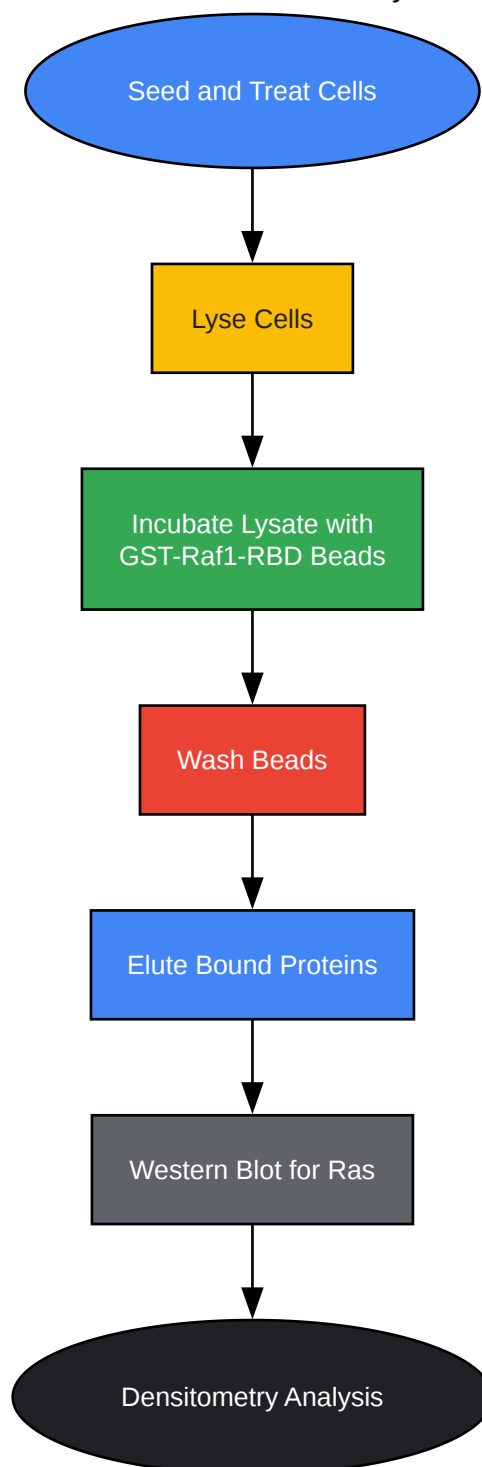 Seed and Treat Cells
Lyse Cells
Incubate Lysate with
GST-Raf1-RBD Beads
Wash Beads
Elute Bound Proteins
Western Blot for Ras
Densitometry Analysis